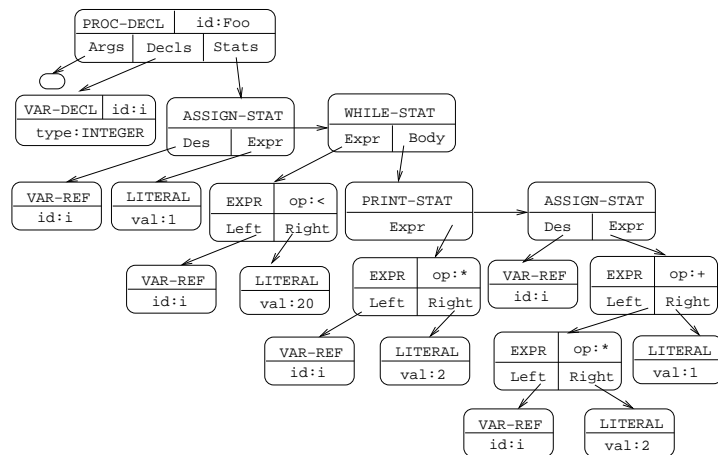 PROC-DECL id:Foo
Args Decls Stats
VAR-DECL id:i
type:INTEGER
ASSIGN-STAT
Des Expr
WHILE-STAT
Expr Body
VAR-REF
id:i
LITERAL
val:1
EXPR op:<
Left Right
PRINT-STAT
Expr
ASSIGN-STAT
Des Expr
VAR-REF
id:i
LITERAL
val:20
EXPR op:*
Left Right
VAR-REF
id:i
EXPR op:+
Left Right
VAR-REF
id:i
LITERAL
val:2
EXPR op:*
Left Right
LITERAL
val:1
VAR-REF
id:i
LITERAL
val:2